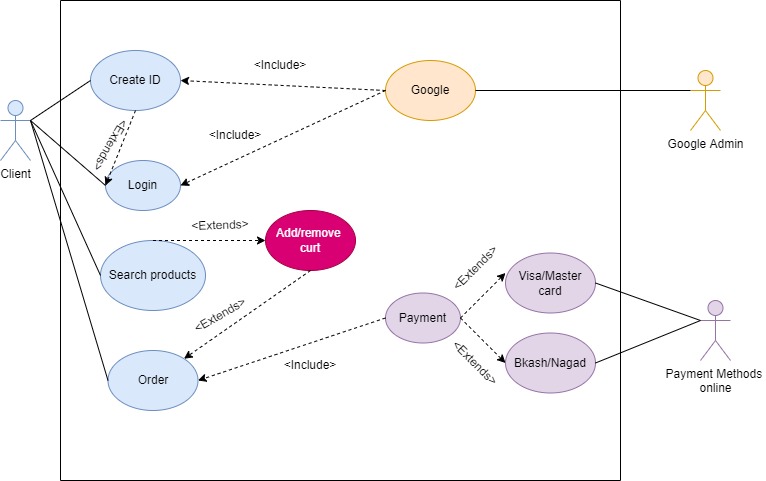 Create ID
<Include>
Google
Google Admin
<Extends>
<Include>
Client
Login
<Extends>
Add/remove
curt
Search products
<Extends>
Visa/Master
card
<Extends>
Payment
<Extends>
Bkash/Nagad
<Include>
Order
Payment Methods
online